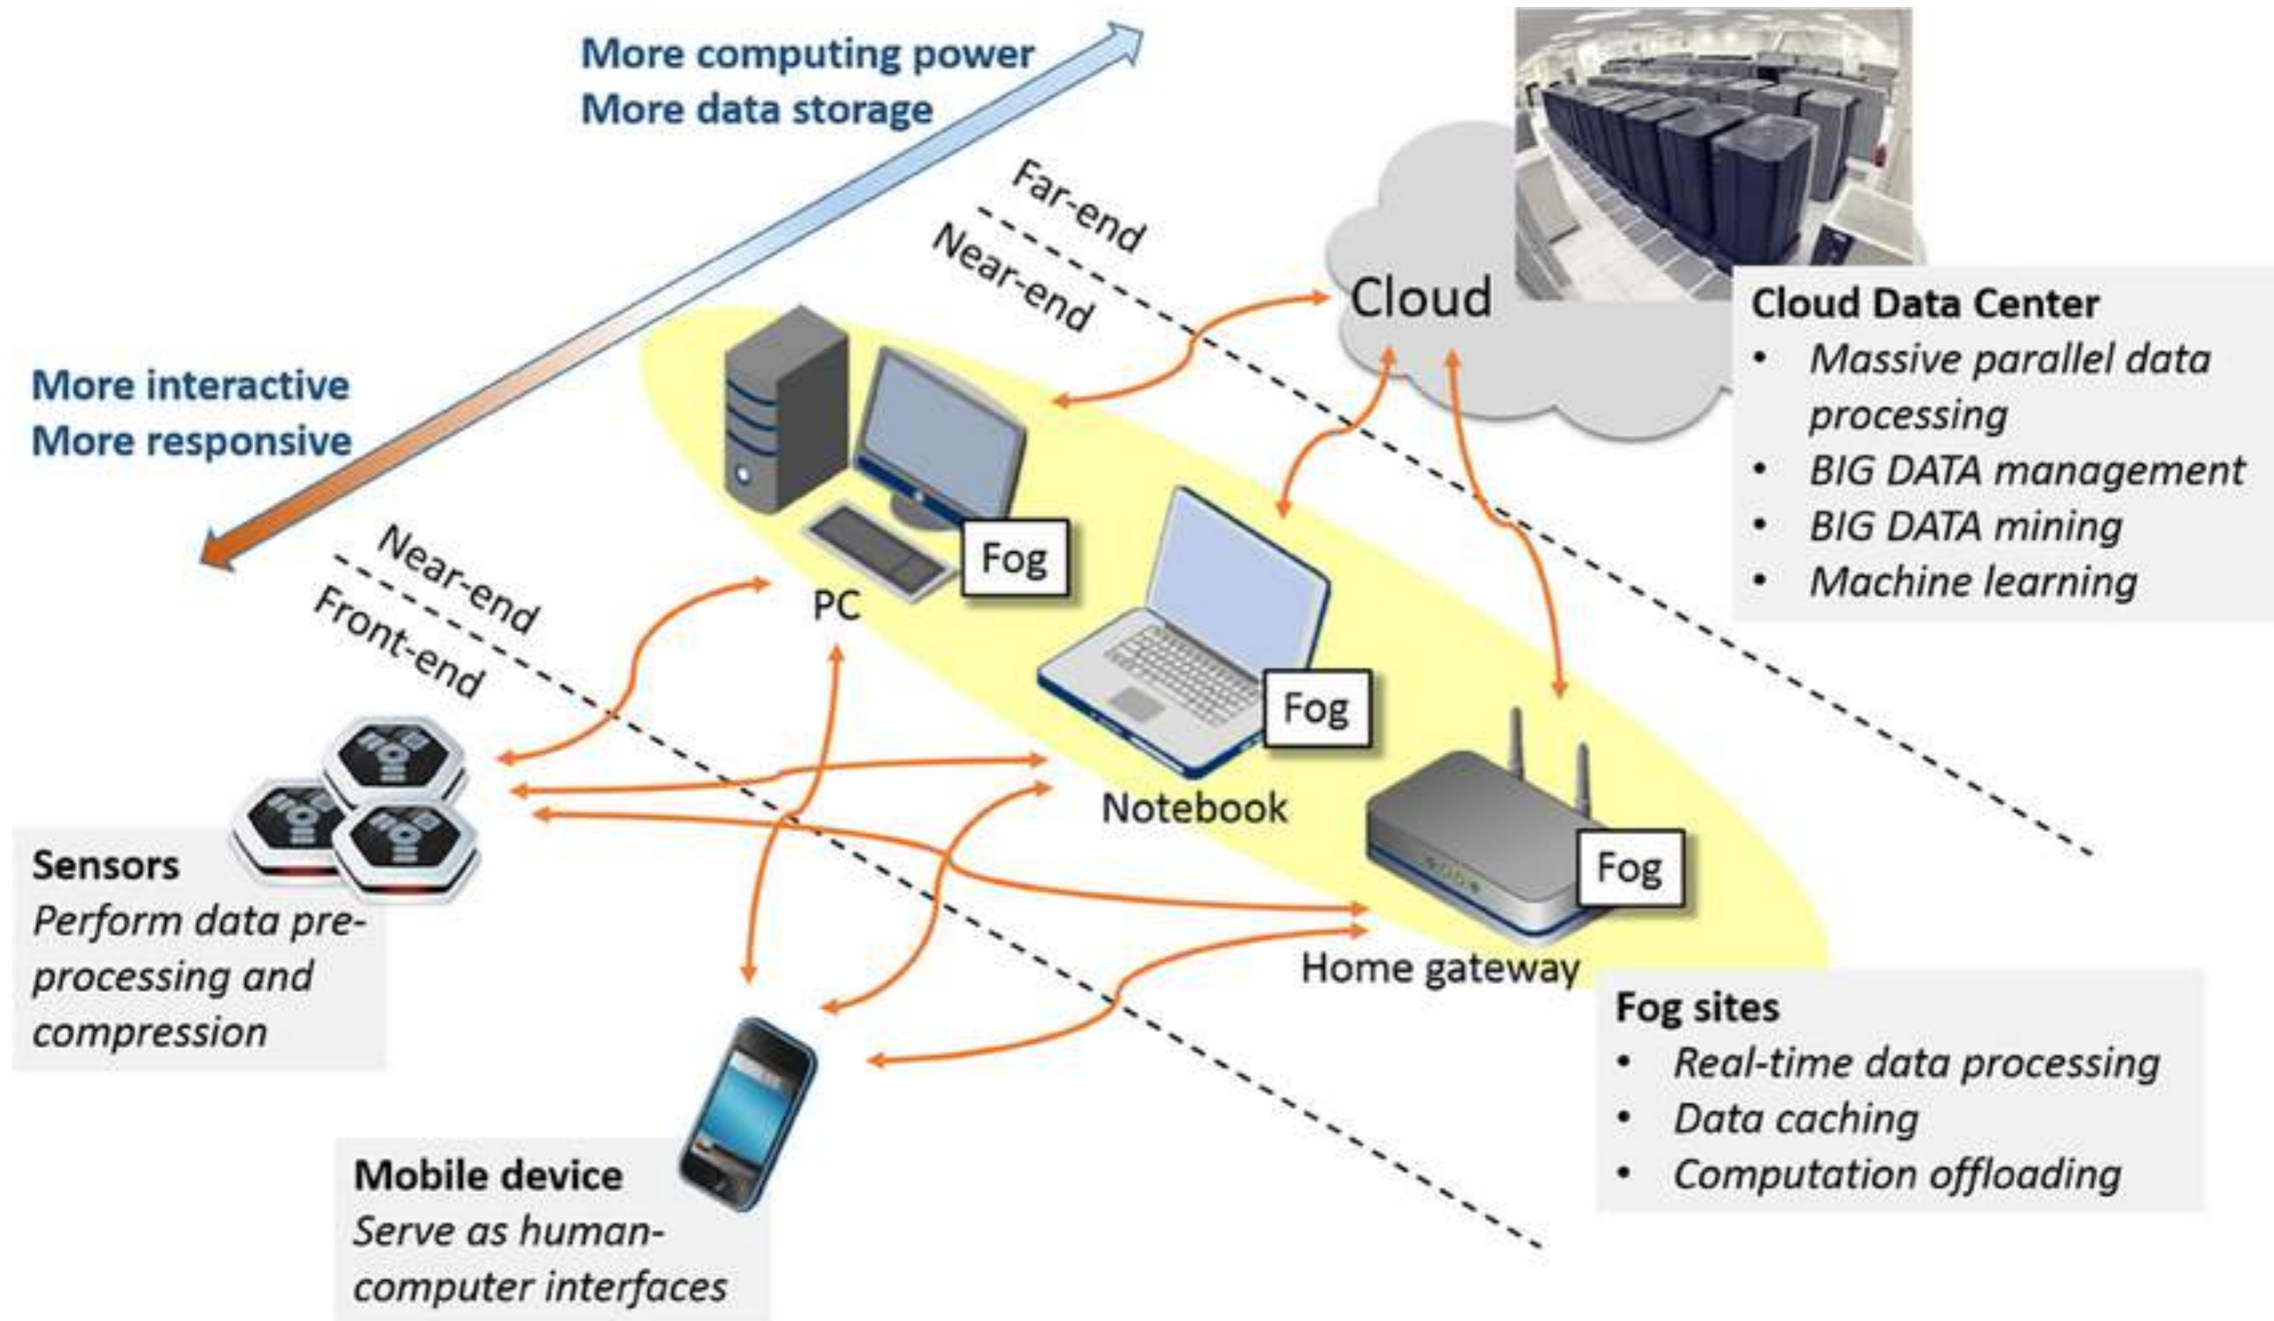 More computing power
More data storage
Far-end
Near-end
Cloud
Cloud Data Center
• Massive parallel data
processing
• BIG DATA management
• BIG DATA mining
• Machine learning
More interactive
More responsive
Near-end
Front-end
Fog
PC
Fog
Notebook
Fog
Home gateway
Sensors
Perform data pre-
processing and
compression
Fog sites
• Real-time data processing
• Data caching
• Computation offloading
Mobile device
Serve as human-
computer interfaces